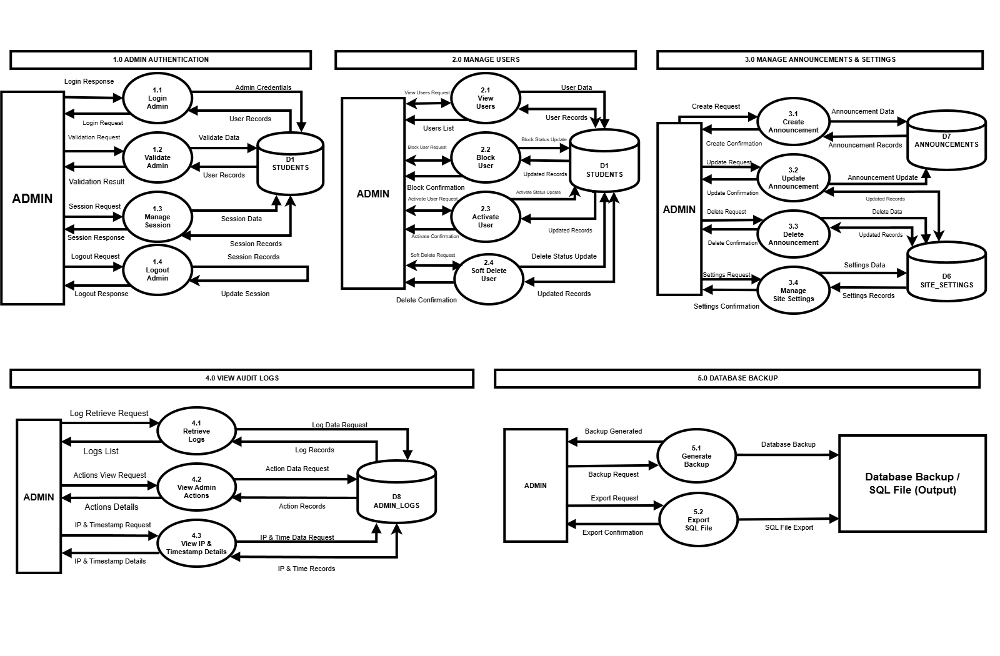 1.0 ADMIN AUTHENTICATION
2.0 MANAGE USERS
3.0 MANAGE ANNOUNCEMENTS & SETTINGS
ADMIN
Login Response
1.1
Login
Admin
Admin Credentials
Login Request
User Records
Validation Request
1.2
Validate
Admin
Validate Data
D1
STUDENTS
Validation Result
User Records
Session Request
1.3
Manage
Session
Session Data
Session Response
Session Records
Logout Request
1.4
Logout
Admin
Session Records
Logout Response
Update Session
ADMIN
View Users Request
2.1
View
Users
User Data
Users List
User Records
Block User Request
2.2
Block
User
Block Status Update
D1
STUDENTS
Block Confirmation
Updated Records
Activate User Request
2.3
Activate
User
Activate Status Update
Activate Confirmation
Updated Records
Soft Delete Request
2.4
Soft Delete
User
Delete Status Update
Delete Confirmation
Updated Records
ADMIN
Create Request
3.1
Create
Announcement
Announcement Data
D7
ANNOUNCEMENTS
Create Confirmation
Announcement Records
Update Request
3.2
Update
Announcement
Announcement Update
Update Confirmation
Updated Records
Delete Request
3.3
Delete
Announcement
Delete Data
Delete Confirmation
Updated Records
Settings Request
3.4
Manage
Site Settings
Settings Data
D6
SITE_SETTINGS
Settings Confirmation
Settings Records
4.0 VIEW AUDIT LOGS
5.0 DATABASE BACKUP
ADMIN
Log Retrieve Request
4.1
Retrieve
Logs
Log Data Request
Logs List
Log Records
Actions View Request
4.2
View Admin
Actions
Action Data Request
D8
ADMIN_LOGS
Actions Details
Action Records
IP & Timestamp Request
4.3
View IP &
Timestamp Details
IP & Time Data Request
IP & Timestamp Details
IP & Time Records
ADMIN
Backup Generated
5.1
Generate
Backup
Database Backup
Backup Request
Export Request
5.2
Export
SQL File
SQL File Export
Export Confirmation
Database Backup /
SQL File (Output)